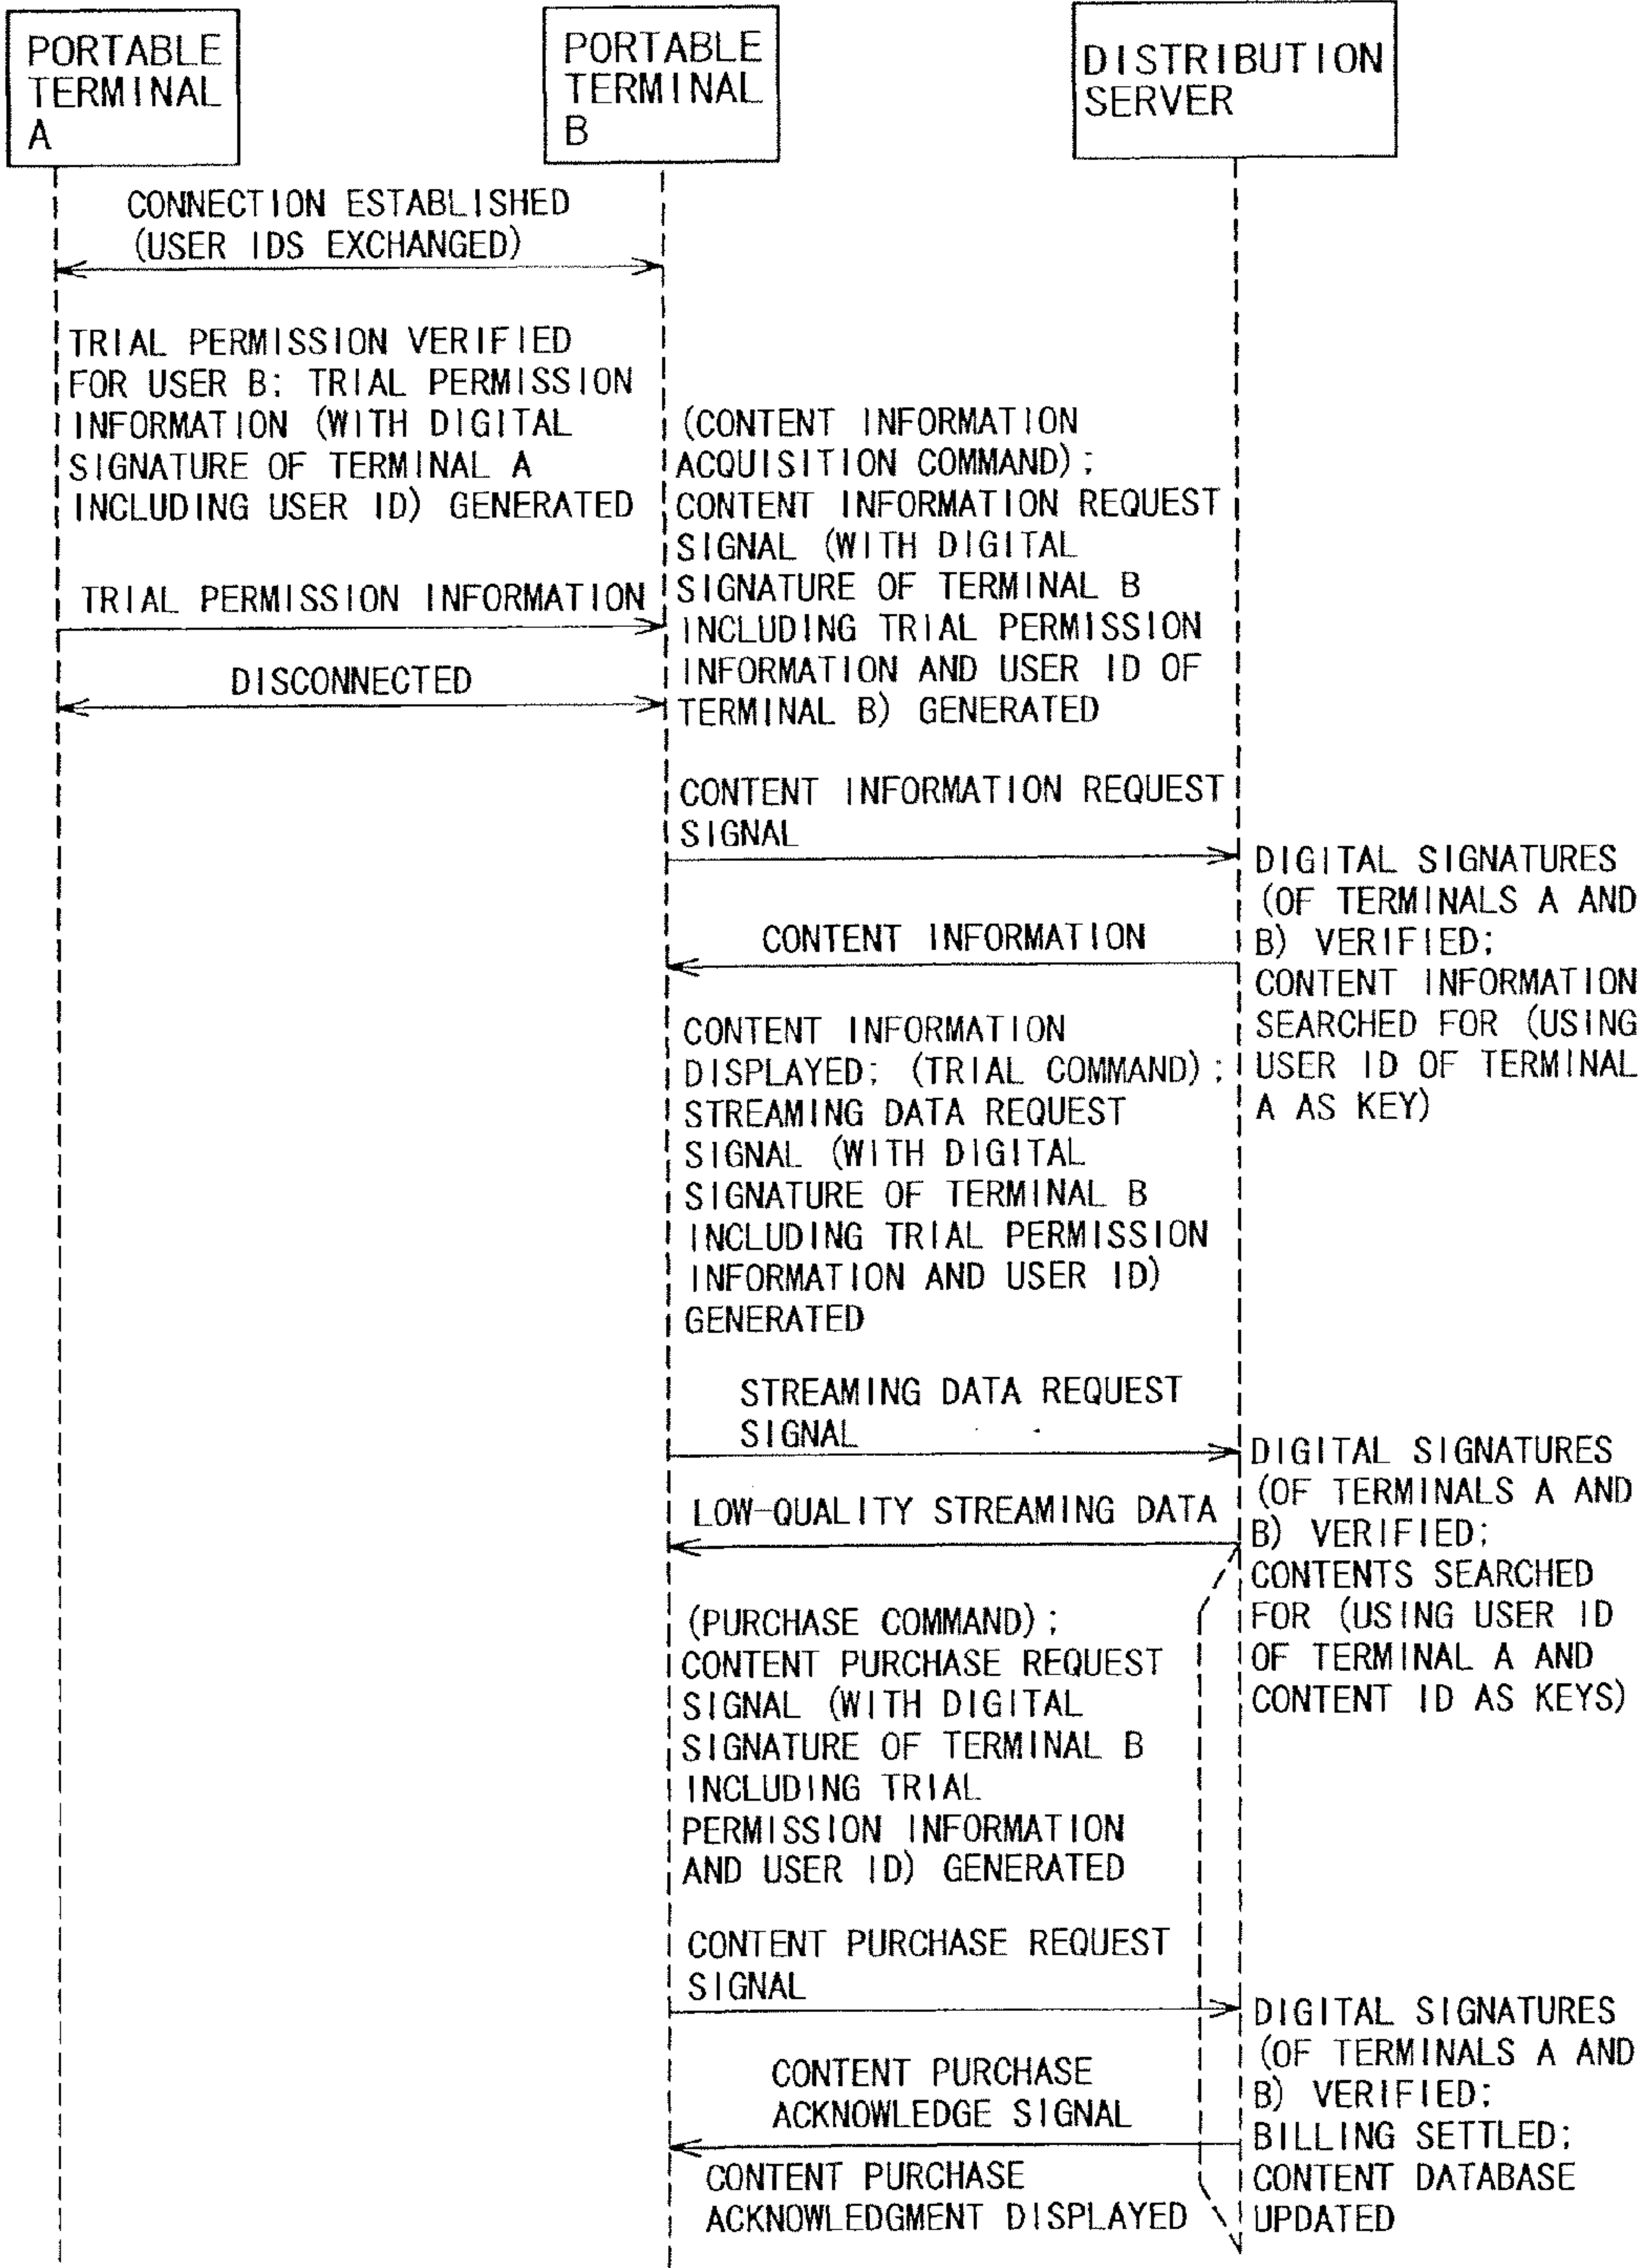 PORTABLE
TERMINAL
A
PORTABLE
TERMINAL
B
DISTRIBUTION
SERVER
CONNECTION ESTABLISHED
(USER IDS EXCHANGED)
TRIAL PERMISSION VERIFIED
FOR USER B; TRIAL PERMISSION
INFORMATION (WITH DIGITAL
SIGNATURE OF TERMINAL A
INCLUDING USER ID) GENERATED
TRIAL PERMISSION INFORMATION
DISCONNECTED
(CONTENT INFORMATION
ACQUISITION COMMAND);
CONTENT INFORMATION REQUEST
SIGNAL (WITH DIGITAL
SIGNATURE OF TERMINAL B
INCLUDING TRIAL PERMISSION
INFORMATION AND USER ID OF
TERMINAL B) GENERATED
CONTENT INFORMATION REQUEST
SIGNAL
DIGITAL SIGNATURES
(OF TERMINALS A AND
B) VERIFIED;
CONTENT INFORMATION
SEARCHED FOR (USING
USER ID OF TERMINAL
A AS KEY)
CONTENT INFORMATION
CONTENT INFORMATION
DISPLAYED; (TRIAL COMMAND);
STREAMING DATA REQUEST
SIGNAL (WITH DIGITAL
SIGNATURE OF TERMINAL B
INCLUDING TRIAL PERMISSION
INFORMATION AND USER ID)
GENERATED
STREAMING DATA REQUEST
SIGNAL
DIGITAL SIGNATURES
(OF TERMINALS A AND
B) VERIFIED;
CONTENTS SEARCHED
FOR (USING USER ID
OF TERMINAL A AND
CONTENT ID AS KEYS)
LOW-QUALITY STREAMING DATA
(PURCHASE COMMAND);
CONTENT PURCHASE REQUEST
SIGNAL (WITH DIGITAL
SIGNATURE OF TERMINAL B
INCLUDING TRIAL
PERMISSION INFORMATION
AND USER ID) GENERATED
CONTENT PURCHASE REQUEST
SIGNAL
DIGITAL SIGNATURES
(OF TERMINALS A AND
B) VERIFIED;
BILLING SETTLED;
CONTENT DATABASE
UPDATED
CONTENT PURCHASE
ACKNOWLEDGE SIGNAL
CONTENT PURCHASE
ACKNOWLEDGMENT DISPLAYED